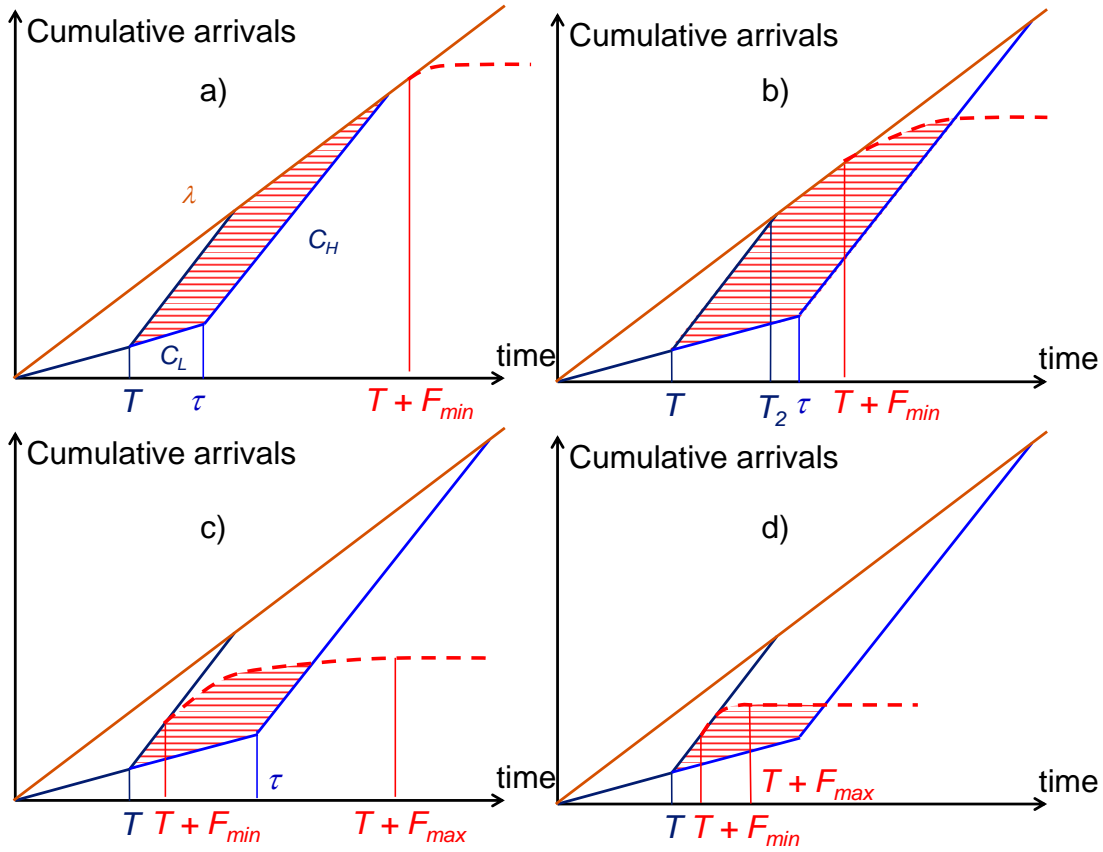 Cumulative arrivals
a)
λ
C_H
C_L
time
T
τ
T + F_min
Cumulative arrivals
b)
time
T
T_2
τ
T + F_min
Cumulative arrivals
c)
τ
time
T
T + F_min
T + F_max
Cumulative arrivals
d)
time
T + F_max
T
T + F_min